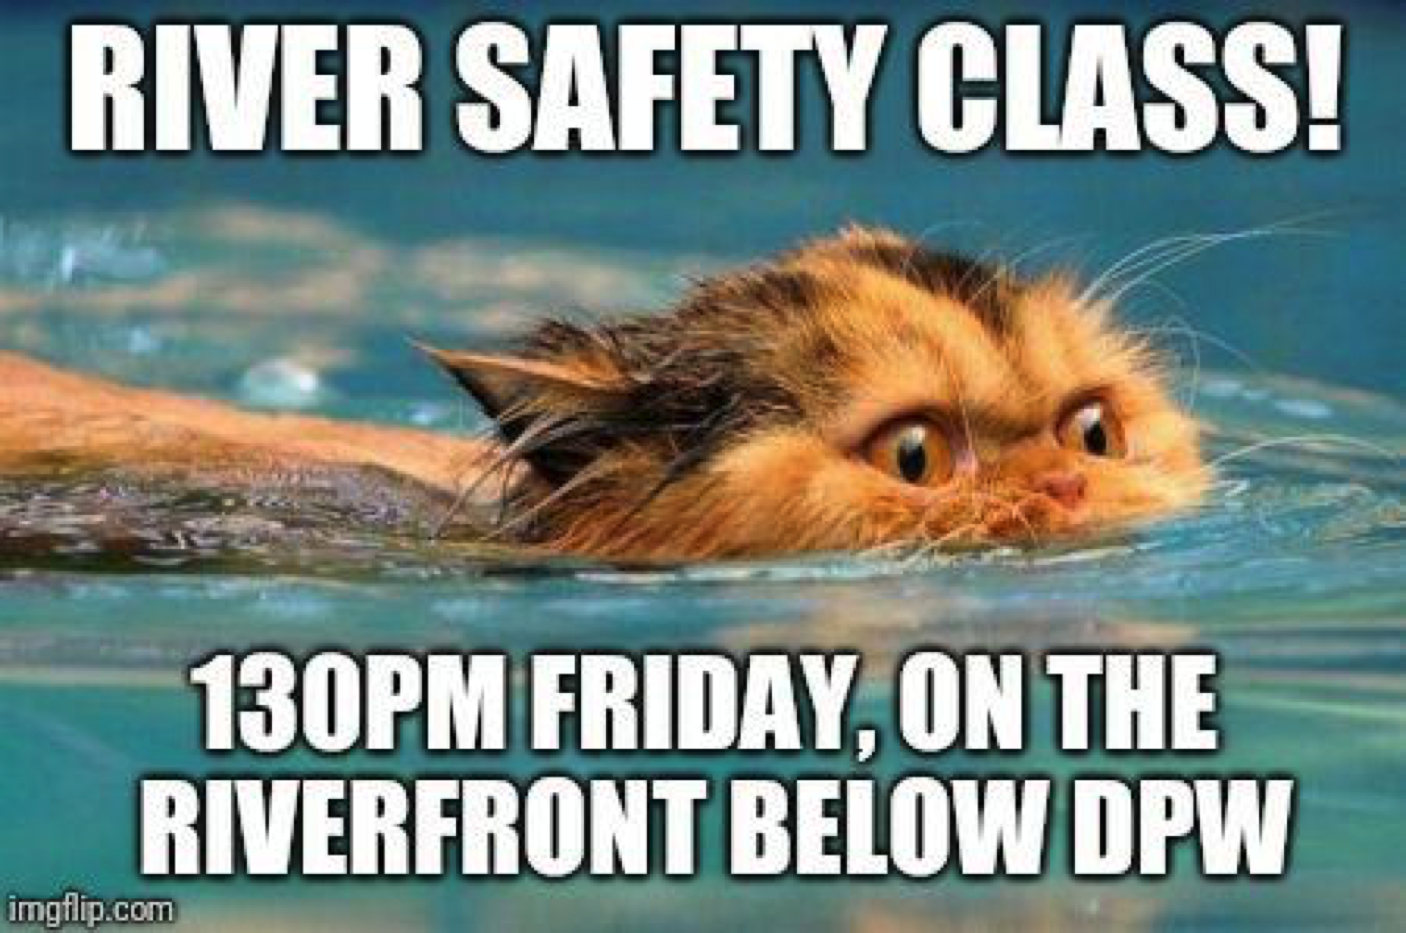 RIVER SAFETY CLASS!
130PM FRIDAY, ON THE
RIVERFRONT BELOW DPW
imgflip.com